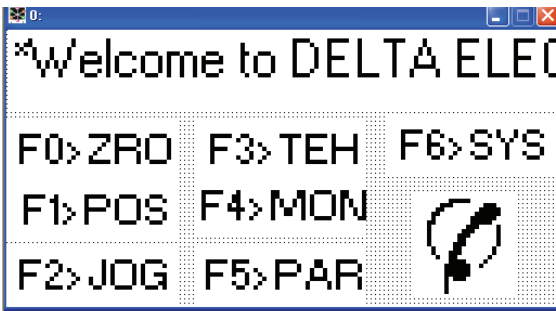 0:
*Welcome to DELTA ELEC
F0>ZRO F3>TEH F6>SYS
F1>POS F4>MON
F2>JOG F5>PAR